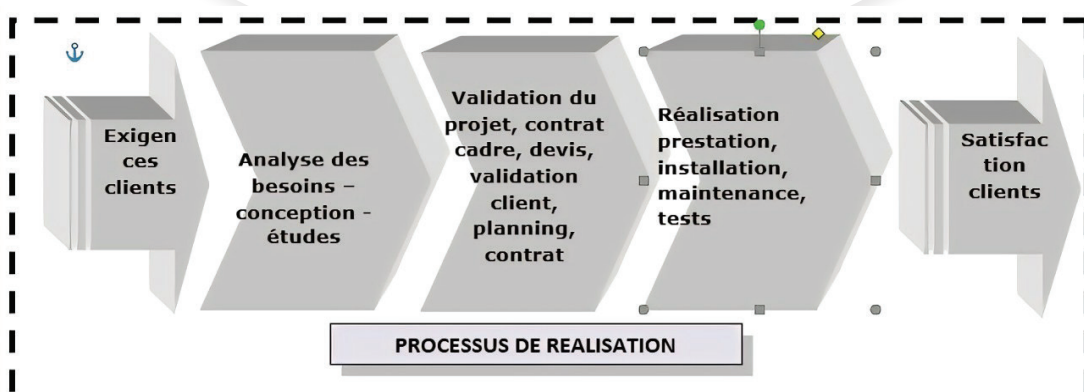 Exigen
ces
clients
Analyse des
besoins –
conception -
études
Validation du
projet, contrat
cadre, devis,
validation
client,
planning,
contrat
Réalisation
prestation,
installation,
maintenance,
tests
Satisfac
tion
clients
PROCESSUS DE REALISATION